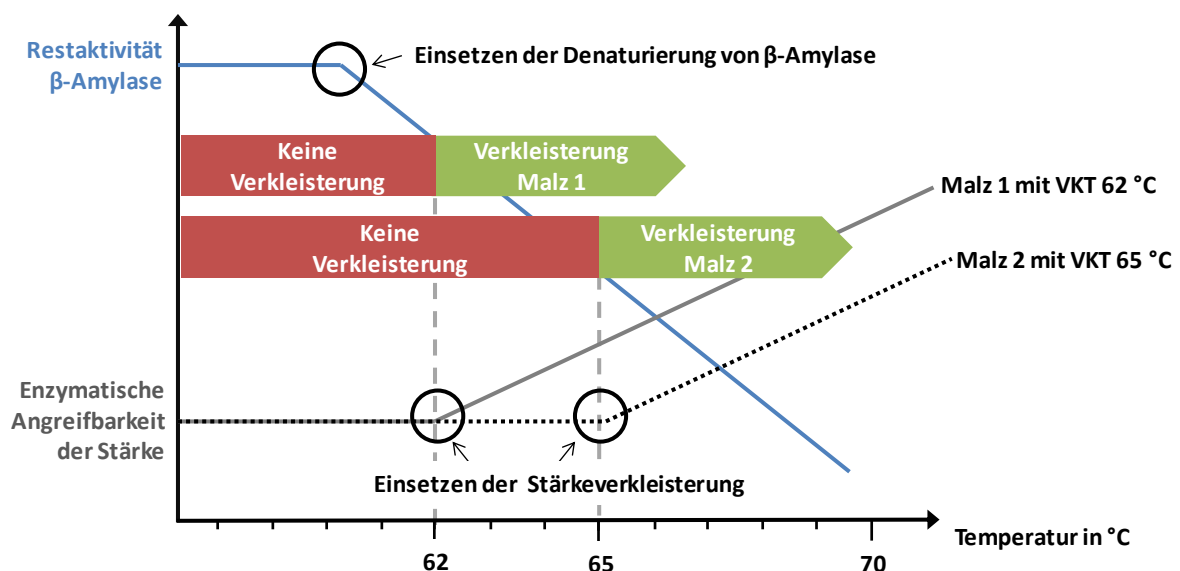 Restaktivität
β-Amylase
Einsetzen der Denaturierung von β-Amylase
Keine
Verkleisterung
Verkleisterung
Malz 1
Malz 1 mit VKT 62 °C
Keine
Verkleisterung
Verkleisterung
Malz 2
Malz 2 mit VKT 65 °C
Enzymatische
Angreifbarkeit
der Stärke
Einsetzen der Stärkeverkleisterung
62
65
70
Temperatur in °C